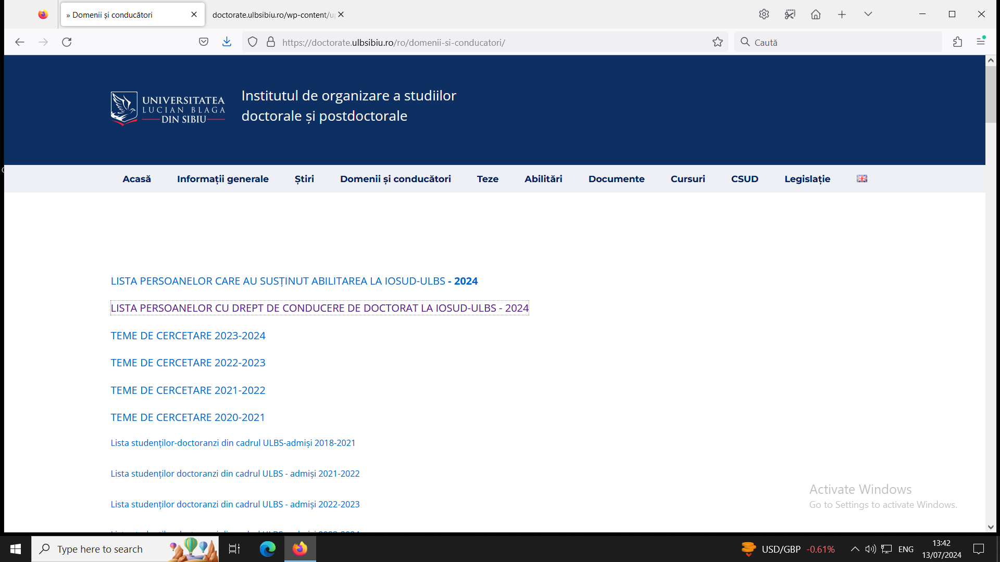 » Domenii și conducători
doctorate.ulbsibiu.ro/wp-content/u
https://doctorate.ulbsibiu.ro/ro/domenii-si-conducatori/
Caută
UNIVERSITATEA
LUCIAN BLAGA
DIN SIBIU
Institutul de organizare a studiilor
doctorale și postdoctorale
Acasă Informații generale Știri Domenii și conducători Teze Abilitări Documente Cursuri CSUD Legislație
LISTA PERSOANELOR CARE AU SUSȚINUT ABILITAREA LA IOSUD-ULBS - 2024
LISTA PERSOANELOR CU DREPT DE CONDUCERE DE DOCTORAT LA IOSUD-ULBS - 2024
TEME DE CERCETARE 2023-2024
TEME DE CERCETARE 2022-2023
TEME DE CERCETARE 2021-2022
TEME DE CERCETARE 2020-2021
Lista studenților-doctoranzi din cadrul ULBS-admiși 2018-2021
Lista studenților doctoranzi din cadrul ULBS - admiși 2021-2022
Lista studenților doctoranzi din cadrul ULBS - admiși 2022-2023
Activate Windows
Go to Settings to activate Windows.
Type here to search
USD/GBP -0.61%
ENG
13:42
13/07/2024